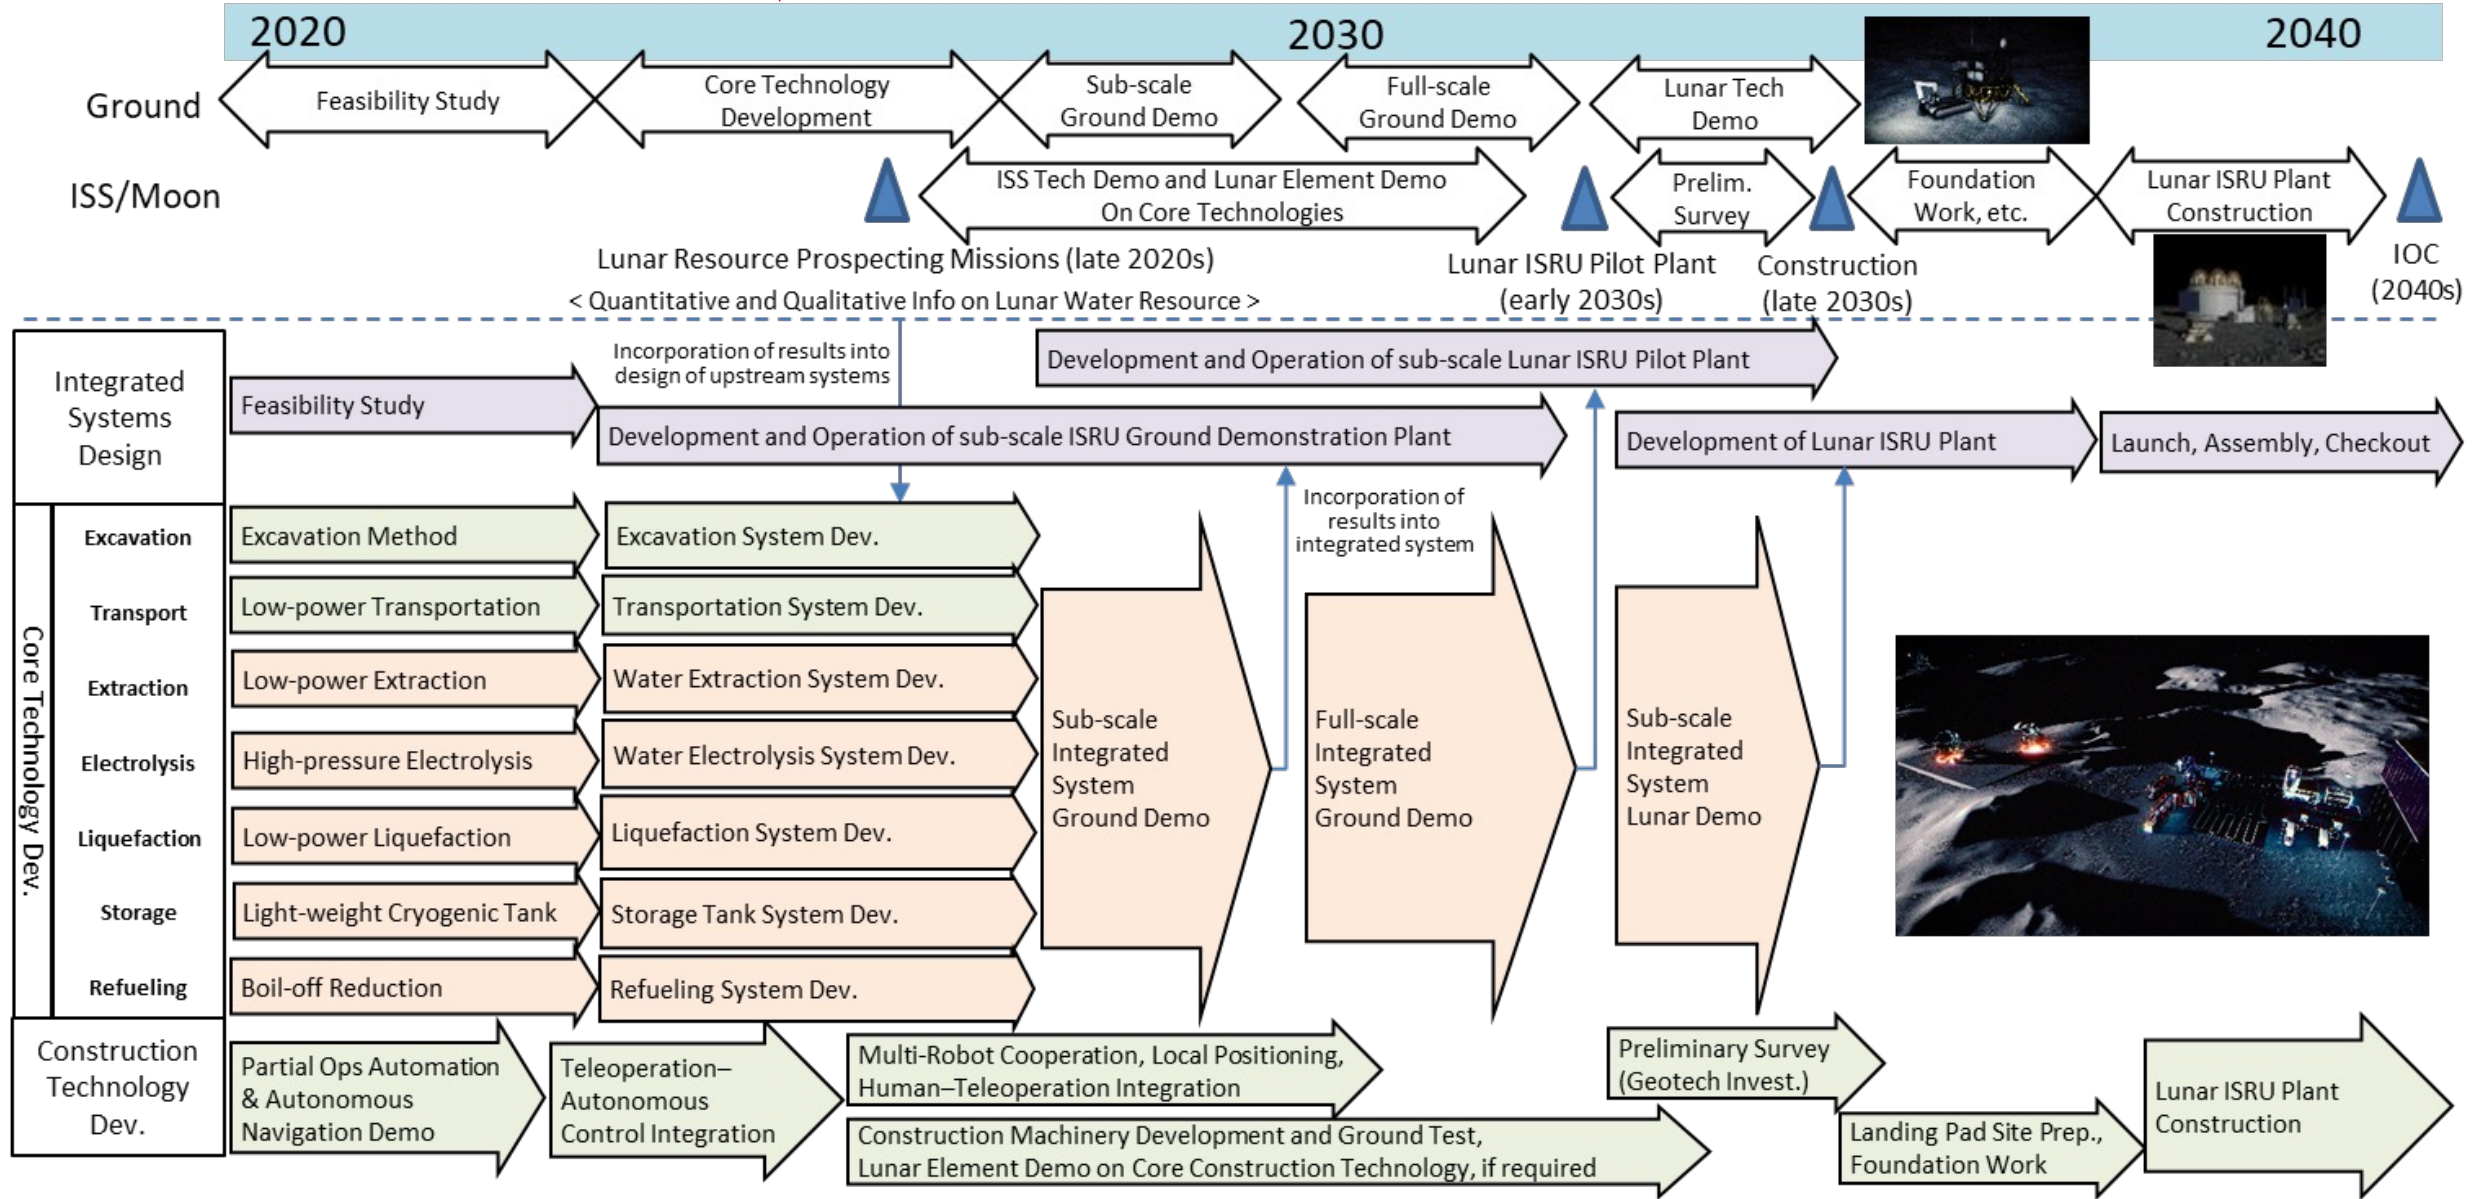 2020
2030
2040
Ground
Feasibility Study
Core Technology
Development
Sub-scale
Ground Demo
Full-scale
Ground Demo
Lunar Tech
Demo
ISS/Moon
ISS Tech Demo and Lunar Element Demo
On Core Technologies
Prelim.
Survey
Foundation
Work, etc.
Lunar ISRU Plant
Construction
Lunar Resource Prospecting Missions (late 2020s)
< Quantitative and Qualitative Info on Lunar Water Resource >
Lunar ISRU Pilot Plant
(early 2030s)
Construction
(late 2030s)
IOC
(2040s)
Integrated
Systems
Design
Feasibility Study
Incorporation of results into
design of upstream systems
Development and Operation of sub-scale Lunar ISRU Pilot Plant
Development and Operation of sub-scale ISRU Ground Demonstration Plant
Development of Lunar ISRU Plant
Launch, Assembly, Checkout
Incorporation of
results into
integrated system
Core Technology Dev.
Excavation
Excavation Method
Excavation System Dev.
Transport
Low-power Transportation
Transportation System Dev.
Extraction
Low-power Extraction
Water Extraction System Dev.
Electrolysis
High-pressure Electrolysis
Water Electrolysis System Dev.
Liquefaction
Low-power Liquefaction
Liquefaction System Dev.
Storage
Light-weight Cryogenic Tank
Storage Tank System Dev.
Refueling
Boil-off Reduction
Refueling System Dev.
Sub-scale
Integrated
System
Ground Demo
Full-scale
Integrated
System
Ground Demo
Sub-scale
Integrated
System
Lunar Demo
Construction
Technology
Dev.
Partial Ops Automation
& Autonomous
Navigation Demo
Teleoperation–
Autonomous
Control Integration
Multi-Robot Cooperation, Local Positioning,
Human–Teleoperation Integration
Construction Machinery Development and Ground Test,
Lunar Element Demo on Core Construction Technology, if required
Preliminary Survey
(Geotech Invest.)
Landing Pad Site Prep.,
Foundation Work
Lunar ISRU Plant
Construction